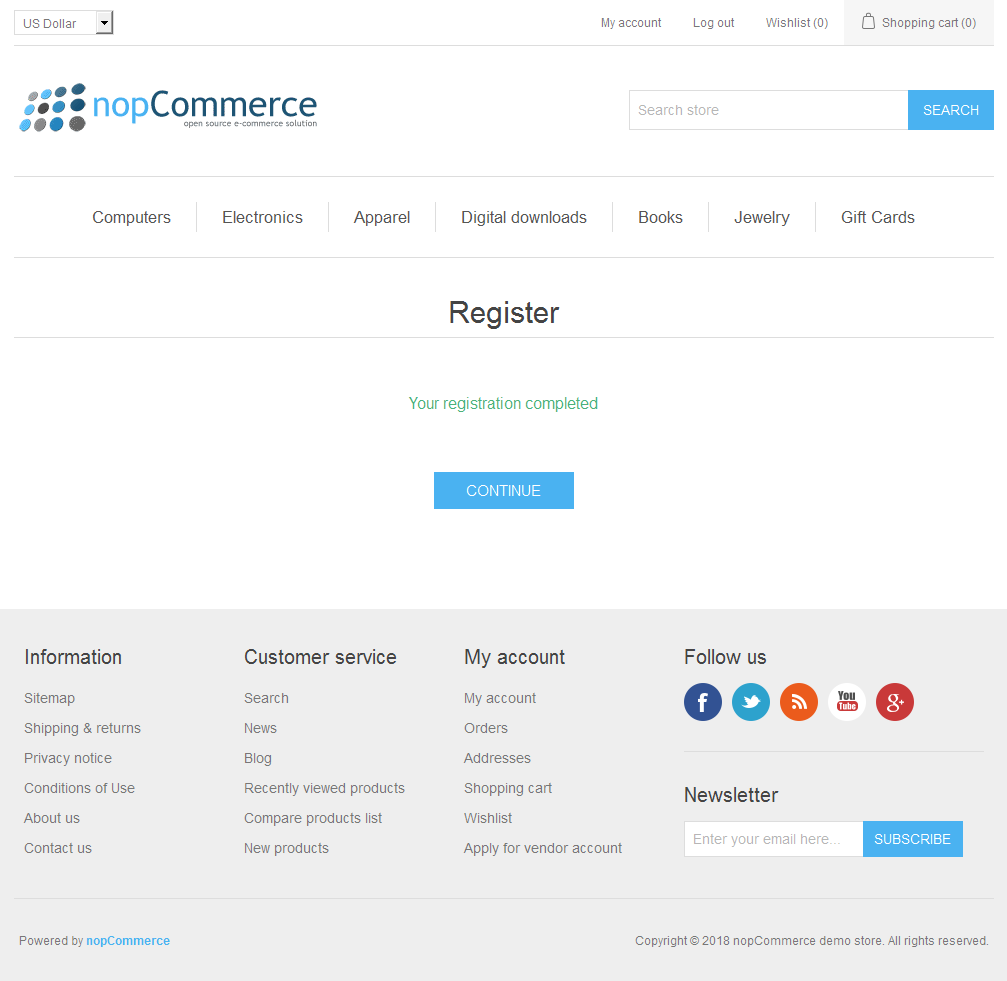 US Dollar
My account Log out Wishlist (0) Shopping cart (0)
nopCommerce
open source e-commerce solution
Search store SEARCH
Computers Electronics Apparel Digital downloads Books Jewelry Gift Cards
Register
Your registration completed
CONTINUE
Information
Sitemap
Shipping & returns
Privacy notice
Conditions of Use
About us
Contact us
Customer service
Search
News
Blog
Recently viewed products
Compare products list
New products
My account
My account
Orders
Addresses
Shopping cart
Wishlist
Apply for vendor account
Follow us
f You Tube g+
Newsletter
Enter your email here... SUBSCRIBE
Powered by nopCommerce
Copyright © 2018 nopCommerce demo store. All rights reserved.